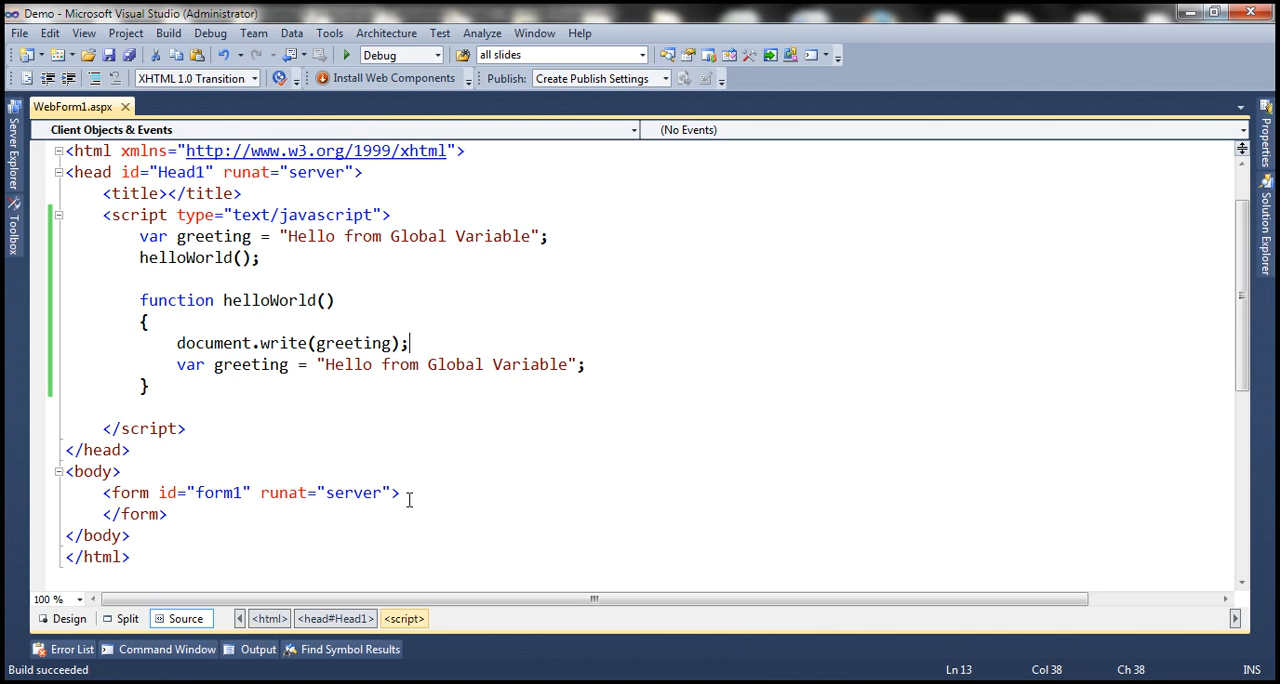 Demo - Microsoft Visual Studio (Administrator)
File Edit View Project Build Debug Team Data Tools Architecture Test Analyze Window Help
Debug all slides
XHTML 1.0 Transition Install Web Components Publish: Create Publish Settings
WebForm1.aspx
Client Objects & Events (No Events)
<html xmlns="http://www.w3.org/1999/xhtml">
<head id="Head1" runat="server">
<title></title>
<script type="text/javascript">
var greeting = "Hello from Global Variable";
helloWorld();
function helloWorld()
{
document.write(greeting);
var greeting = "Hello from Global Variable";
}
</script>
</head>
<body>
<form id="form1" runat="server">
</form>
</body>
</html>
100 %
Design Split Source <html> <head#Head1> <script>
Error List Command Window Output Find Symbol Results
Build succeeded Ln 13 Col 38 Ch 38 INS
Server Explorer
Toolbox
Properties
Solution Explorer